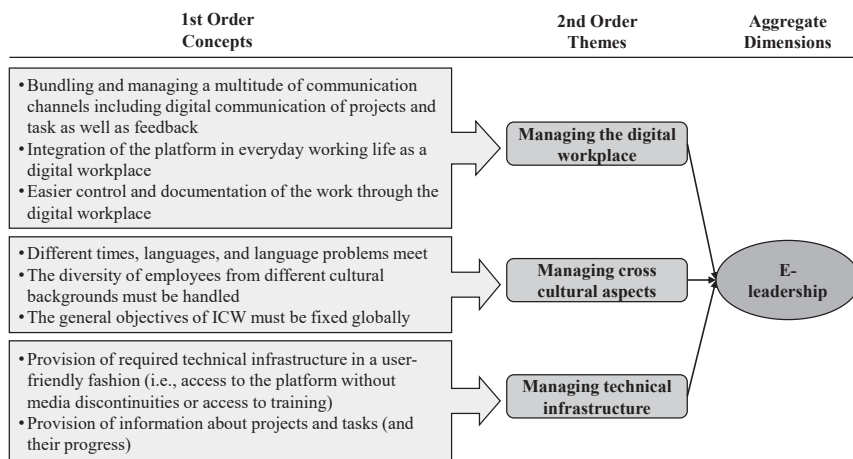 1st Order
Concepts
2nd Order
Themes
Aggregate
Dimensions
• Bundling and managing a multitude of communication
channels including digital communication of projects and
task as well as feedback
• Integration of the platform in everyday working life as a
digital workplace
• Easier control and documentation of the work through the
digital workplace
Managing the digital
workplace
• Different times, languages, and language problems meet
• The diversity of employees from different cultural
backgrounds must be handled
• The general objectives of ICW must be fixed globally
Managing cross
cultural aspects
E-
leadership
• Provision of required technical infrastructure in a user-
friendly fashion (i.e., access to the platform without
media discontinuities or access to training)
• Provision of information about projects and tasks (and
their progress)
Managing technical
infrastructure